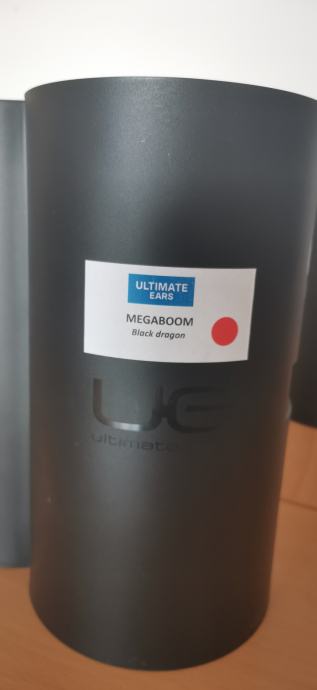 ULTIMATE
EARS
MEGABOOM
Black dragon
UE
ultimate